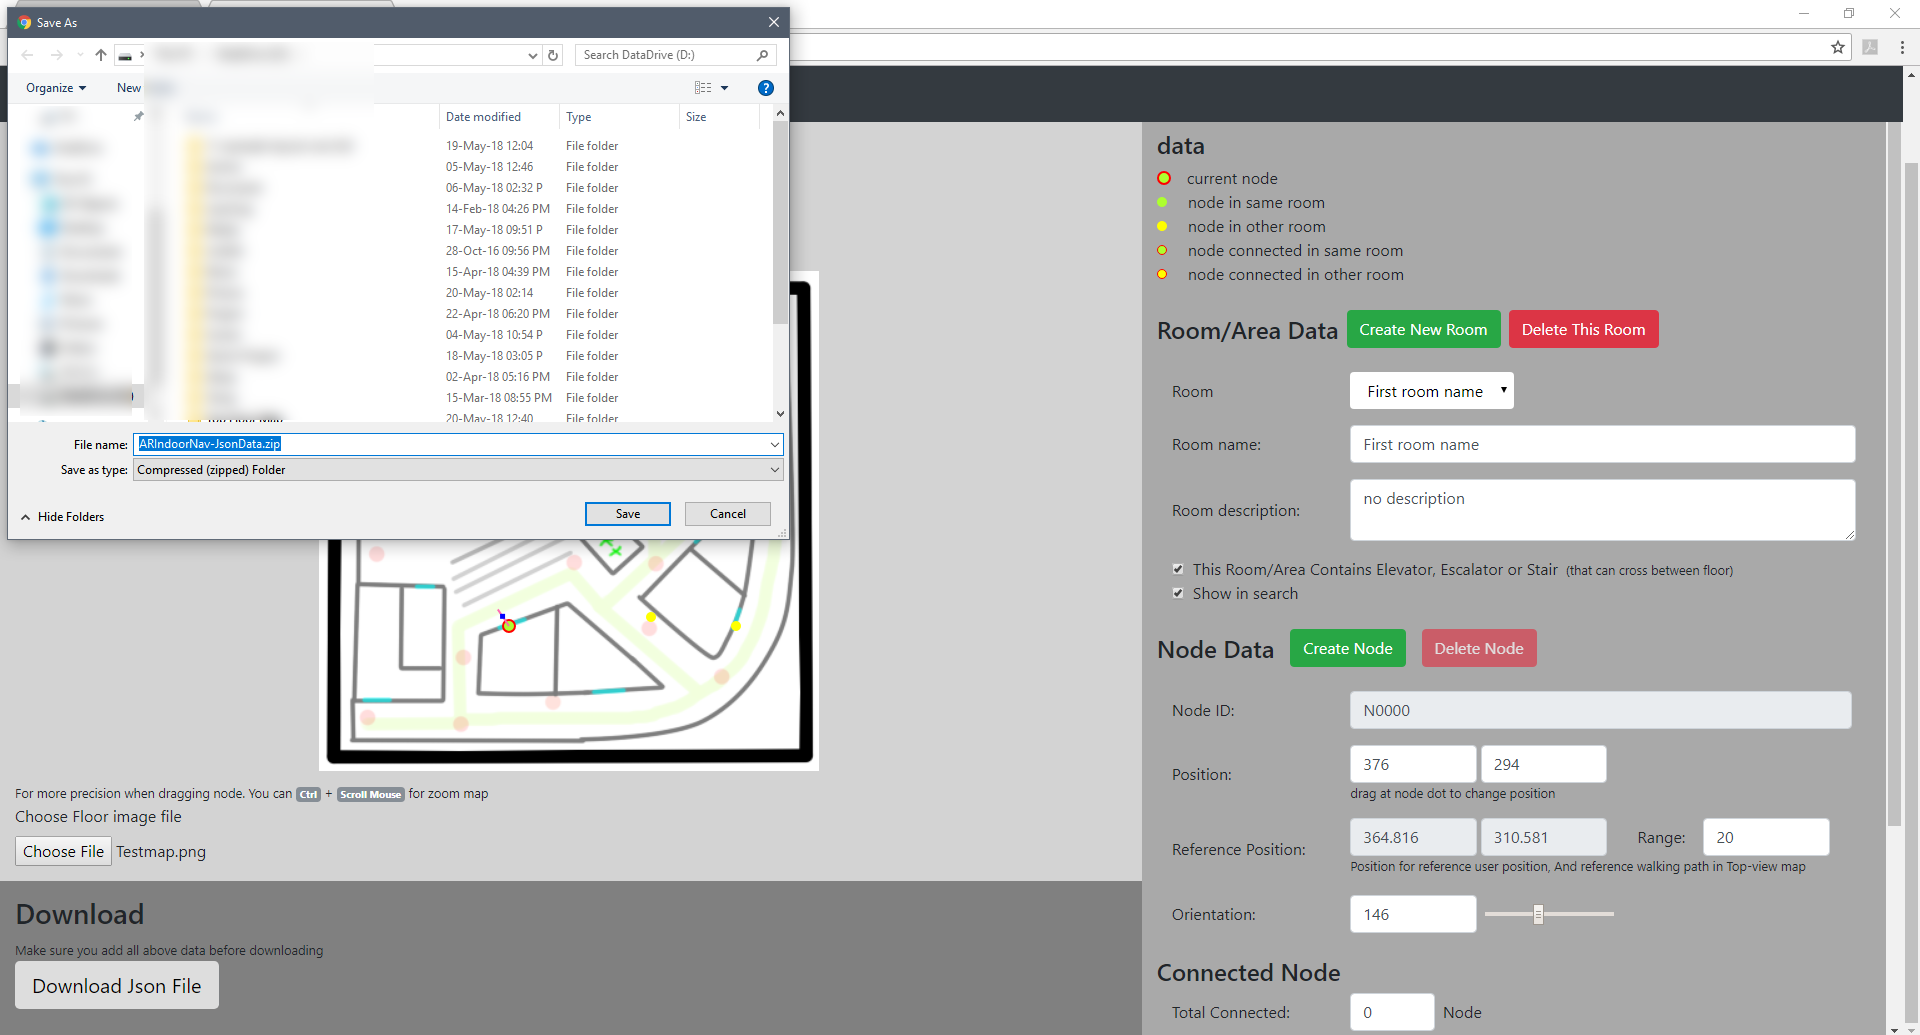 Save As
Search DataDrive (D:)
Organize
New
Date modified
Type
Size
19-May-18 12:04
File folder
05-May-18 12:46
File folder
06-May-18 02:32 P
File folder
14-Feb-18 04:26 PM
File folder
17-May-18 09:51 P
File folder
28-Oct-16 09:56 PM
File folder
15-Apr-18 04:39 PM
File folder
20-May-18 02:14
File folder
22-Apr-18 06:20 PM
File folder
04-May-18 10:54 P
File folder
18-May-18 03:05 P
File folder
02-Apr-18 05:16 PM
File folder
15-Mar-18 08:55 PM
File folder
20-May-18 12:40
File folder
File name:
ARIndoorNav-JsonData.zip
Save as type:
Compressed (zipped) Folder
Hide Folders
Save
Cancel
For more precision when dragging node. You can Ctrl + Scroll Mouse for zoom map
Choose Floor image file
Choose File Testmap.png
Download
Make sure you add all above data before downloading
Download Json File
data
current node
node in same room
node in other room
node connected in same room
node connected in other room
Room/Area Data
Create New Room
Delete This Room
Room
First room name
Room name:
First room name
Room description:
no description
This Room/Area Contains Elevator, Escalator or Stair (that can cross between floor)
Show in search
Node Data
Create Node
Delete Node
Node ID:
N0000
Position:
376
294
drag at node dot to change position
Reference Position:
364.816
310.581
Range:
20
Position for reference user position, And reference walking path in Top-view map
Orientation:
146
Connected Node
Total Connected:
0
Node